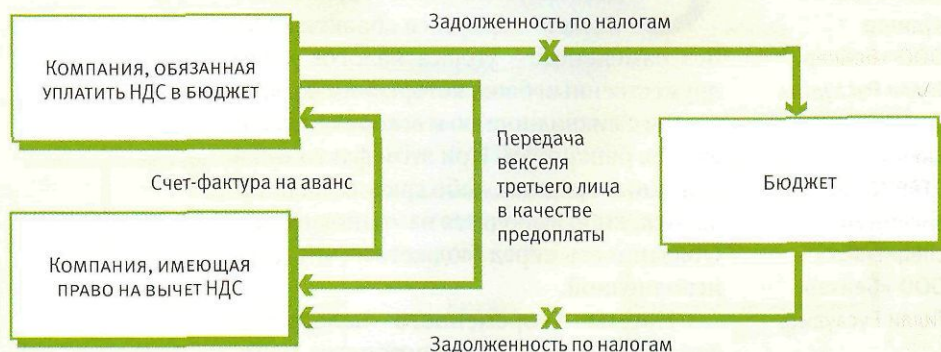 Задолженность по налогам
Компания, обязанная
уплатить НДС в бюджет
Передача
векселя
третьего лица
в качестве
предоплаты
Бюджет
Счет-фактура на аванс
Компания, имеющая
право на вычет НДС
Задолженность по налогам